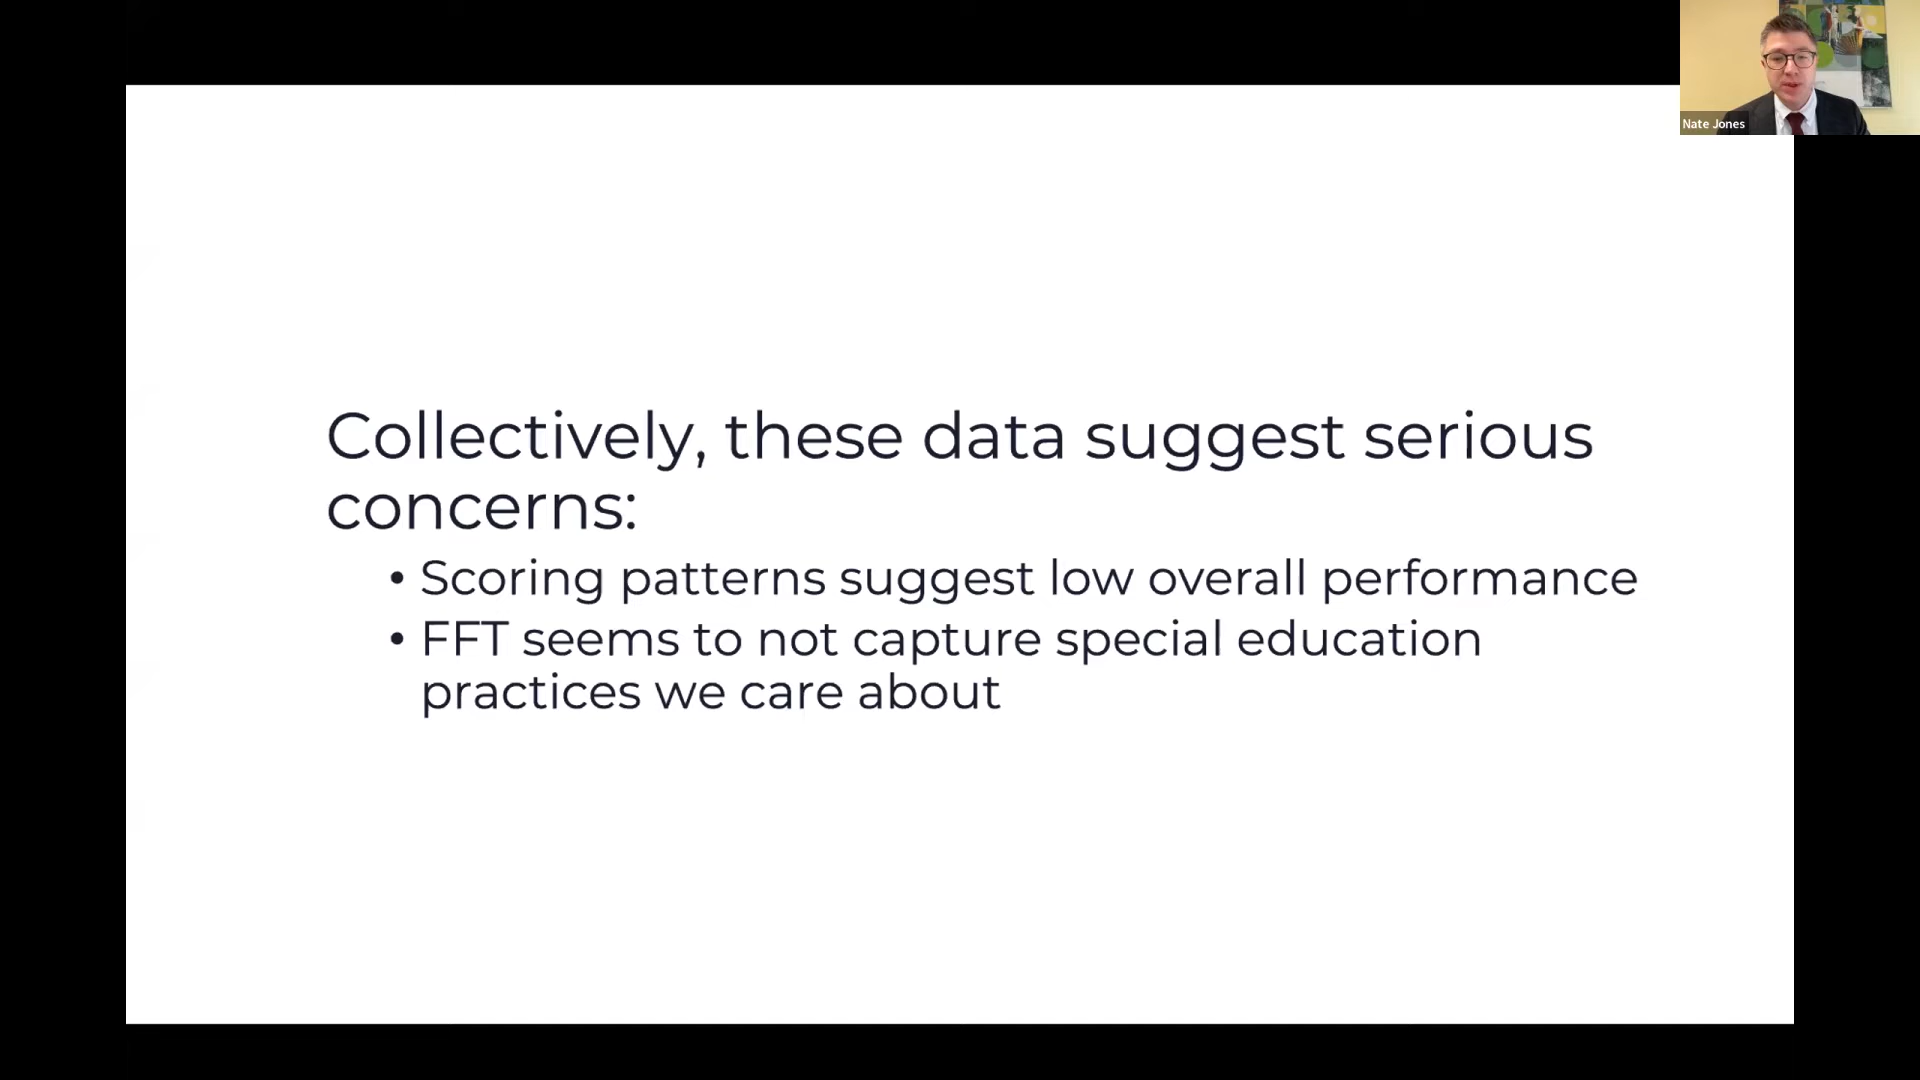 Nate Jones
Collectively, these data suggest serious
concerns:
• Scoring patterns suggest low overall performance
• FFT seems to not capture special education
practices we care about